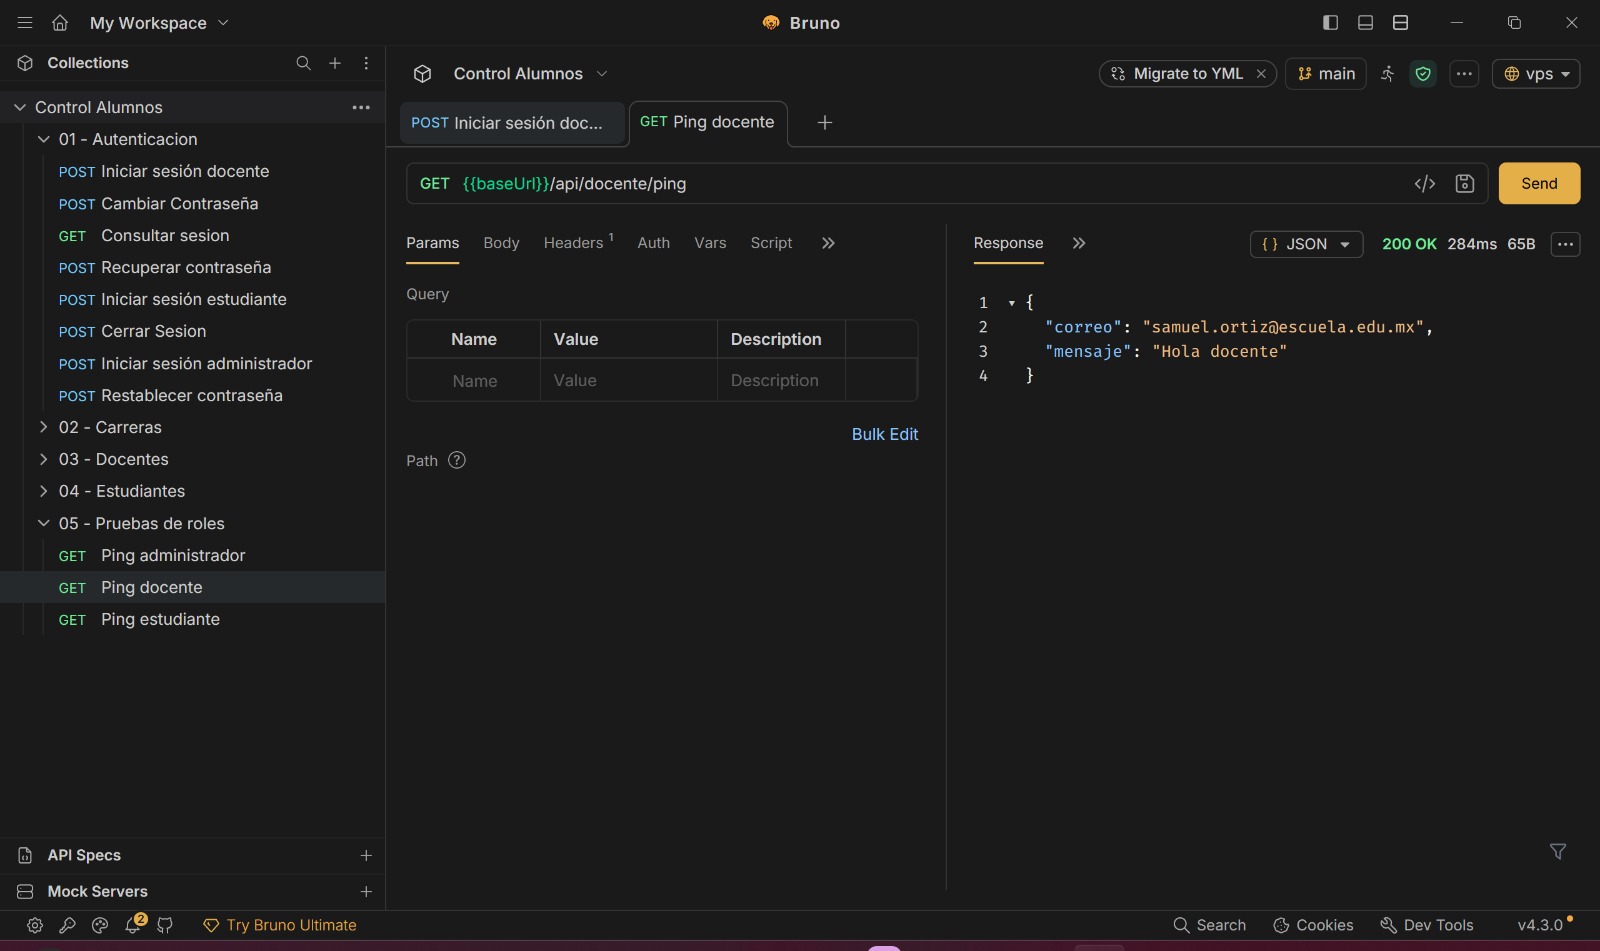 My Workspace
Bruno
Collections
Control Alumnos
Migrate to YML
main
vps
Control Alumnos
01 - Autenticacion
POST Iniciar sesión docente
POST Cambiar Contraseña
GET Consultar sesion
POST Recuperar contraseña
POST Iniciar sesión estudiante
POST Cerrar Sesion
POST Iniciar sesión administrador
POST Restablecer contraseña
02 - Carreras
03 - Docentes
04 - Estudiantes
05 - Pruebas de roles
GET Ping administrador
GET Ping docente
GET Ping estudiante
API Specs
Mock Servers
POST Iniciar sesión doc...
GET Ping docente
GET {{baseUrl}}/api/docente/ping
Send
Params Body Headers 1 Auth Vars Script
Query
Name Value Description
Name Value Description
Bulk Edit
Path ?
Response
{ } JSON
200 OK 284ms 65B
1 {
2 "correo": "samuel.ortiz@escuela.edu.mx",
3 "mensaje": "Hola docente"
4 }
2
Try Bruno Ultimate
Search
Cookies
Dev Tools
v4.3.0